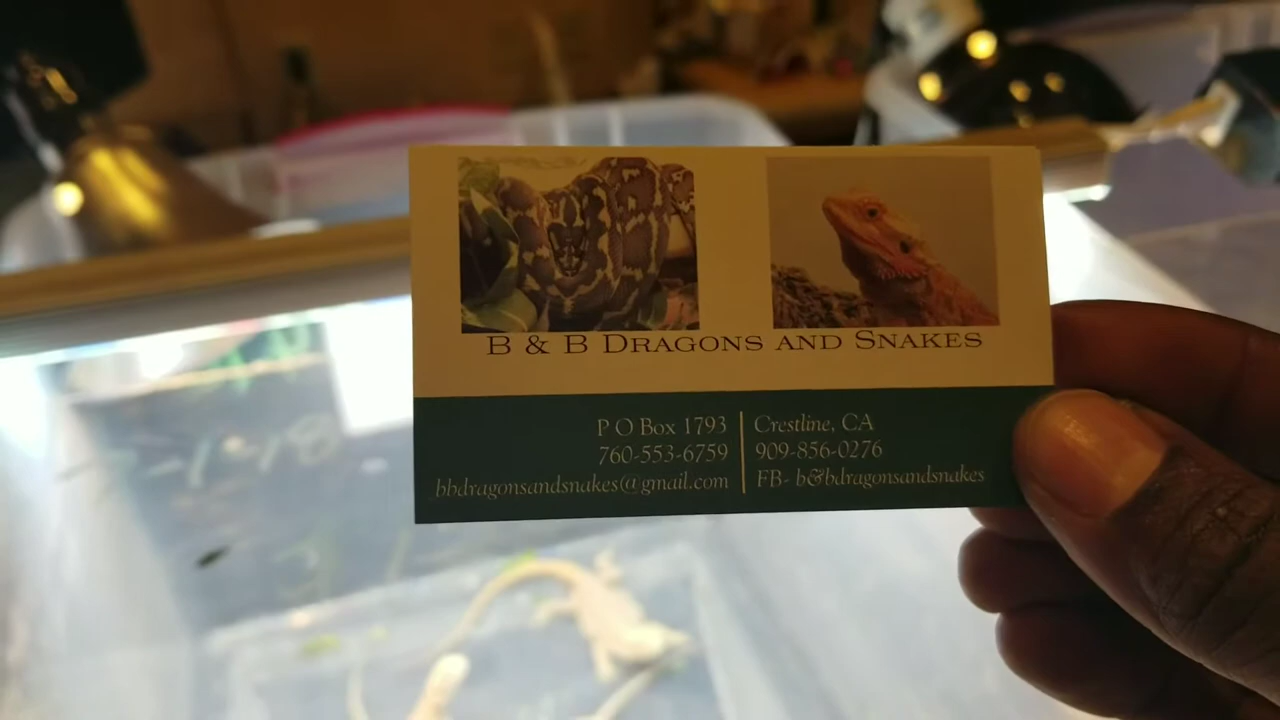 B & B DRAGONS AND SNAKES
P O Box 1793
760-553-6759
bbdragonsandsnakes@gmail.com
Crestline, CA
909-856-0276
FB- b&bdragonsandsnakes